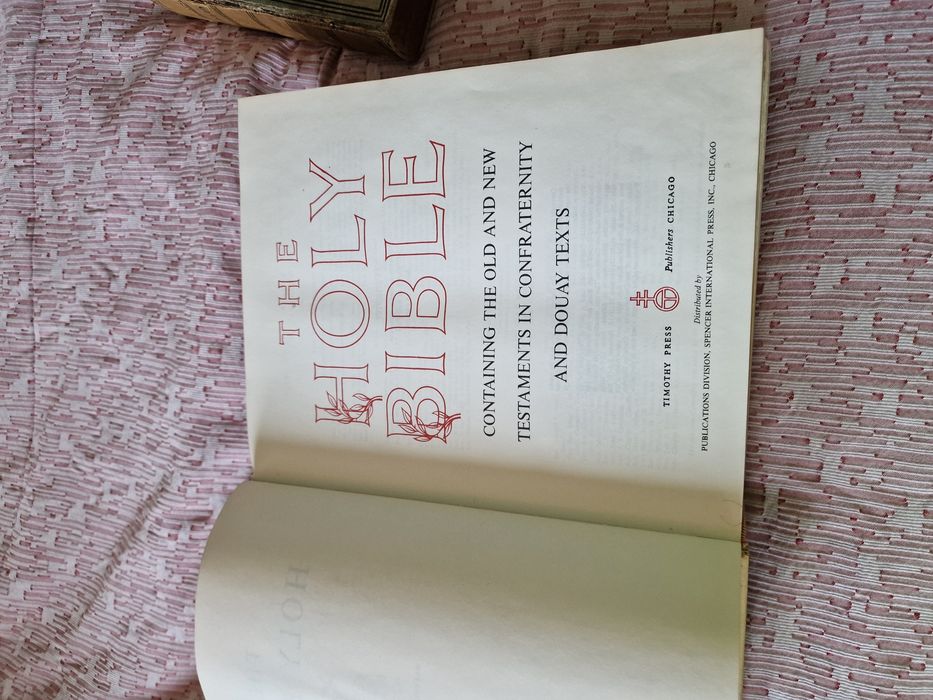 THE
HOLY
BIBLE
CONTAINING THE OLD AND NEW
TESTAMENTS IN CONFRATERNITY
AND DOUAY TEXTS
TIMOTHY PRESS Publishers CHICAGO
Distributed by
PUBLICATIONS DIVISION, SPENCER INTERNATIONAL PRESS, INC., CHICAGO
HOLY